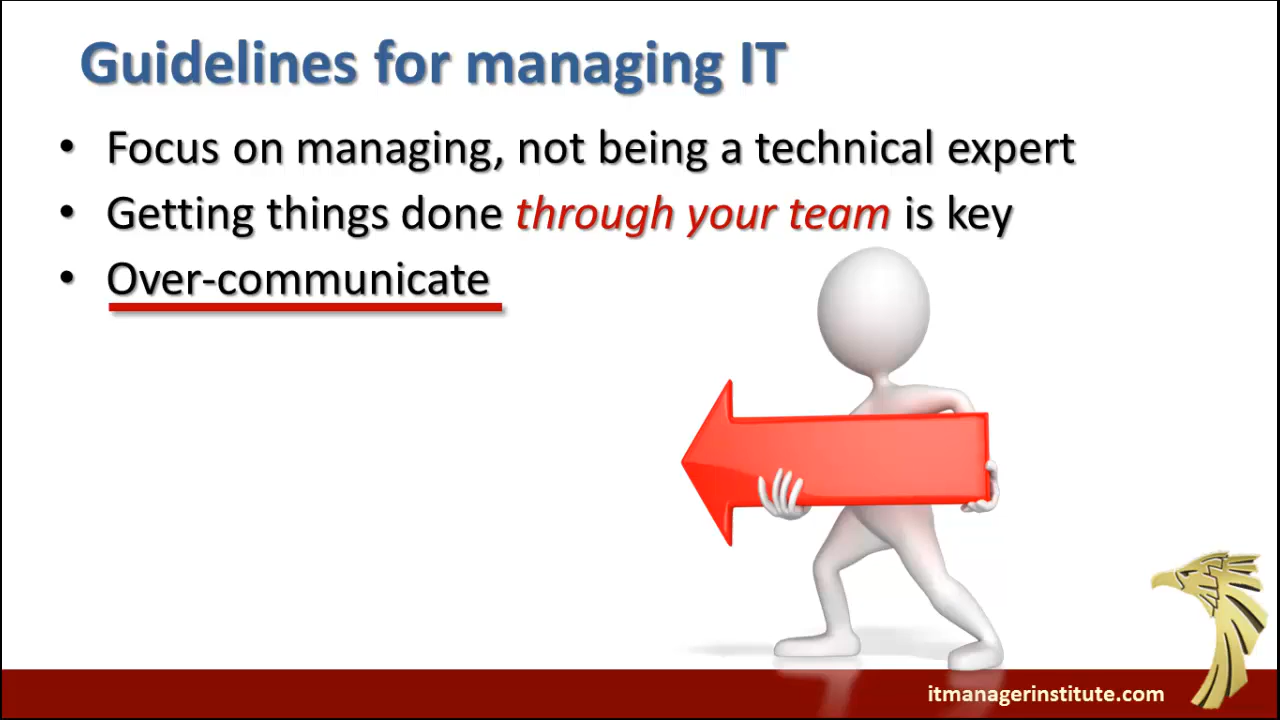 Guidelines for managing IT
• Focus on managing, not being a technical expert
• Getting things done through your team is key
• Over-communicate
itmanagerinstitute.com